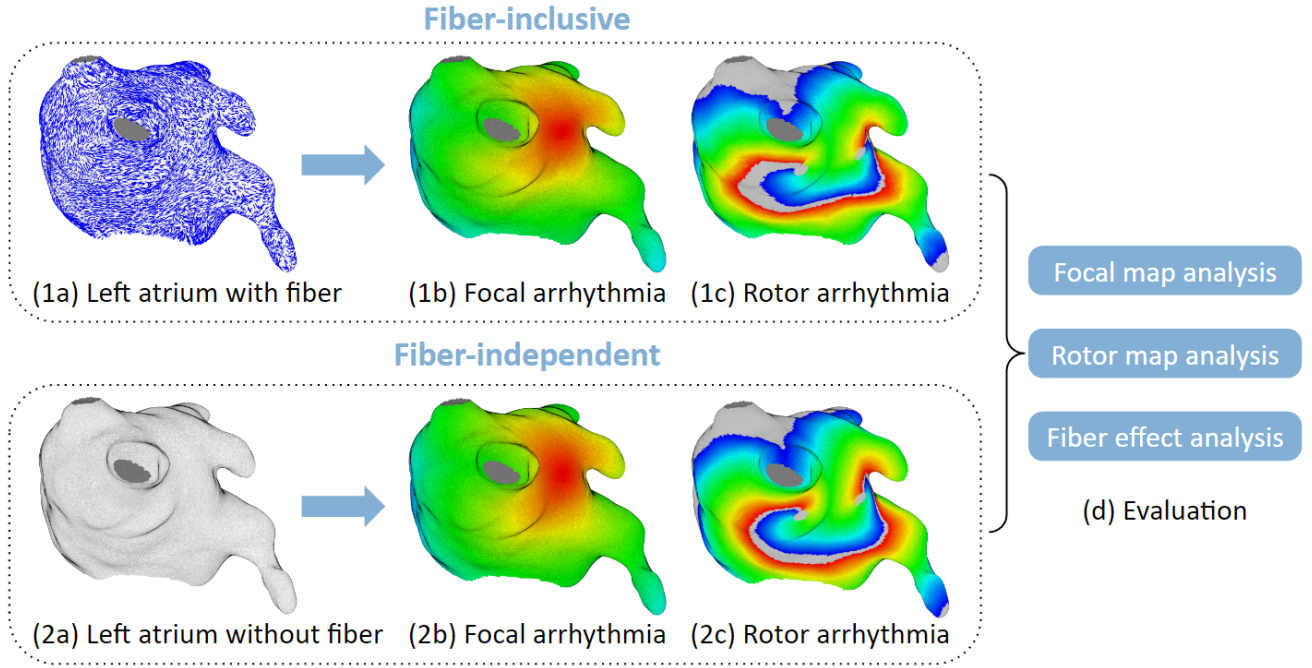 Fiber-inclusive
(1a) Left atrium with fiber
(1b) Focal arrhythmia
(1c) Rotor arrhythmia
Fiber-independent
(2a) Left atrium without fiber
(2b) Focal arrhythmia
(2c) Rotor arrhythmia
Focal map analysis
Rotor map analysis
Fiber effect analysis
(d) Evaluation